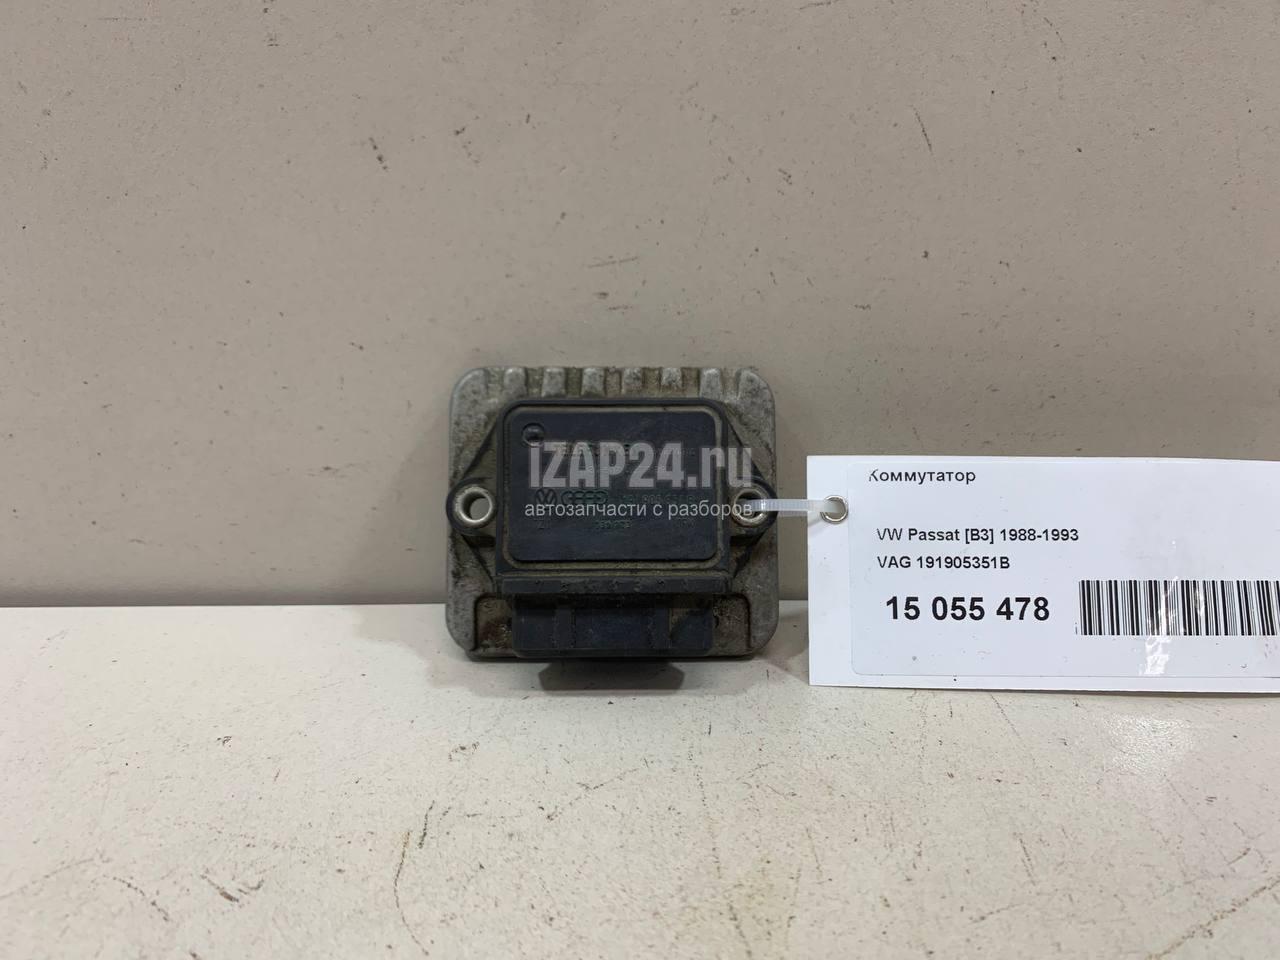 iZAP24.ru
автозапчасти с разборов
Коммутатор
VW Passat [B3] 1988-1993
VAG 191905351B
15 055 478